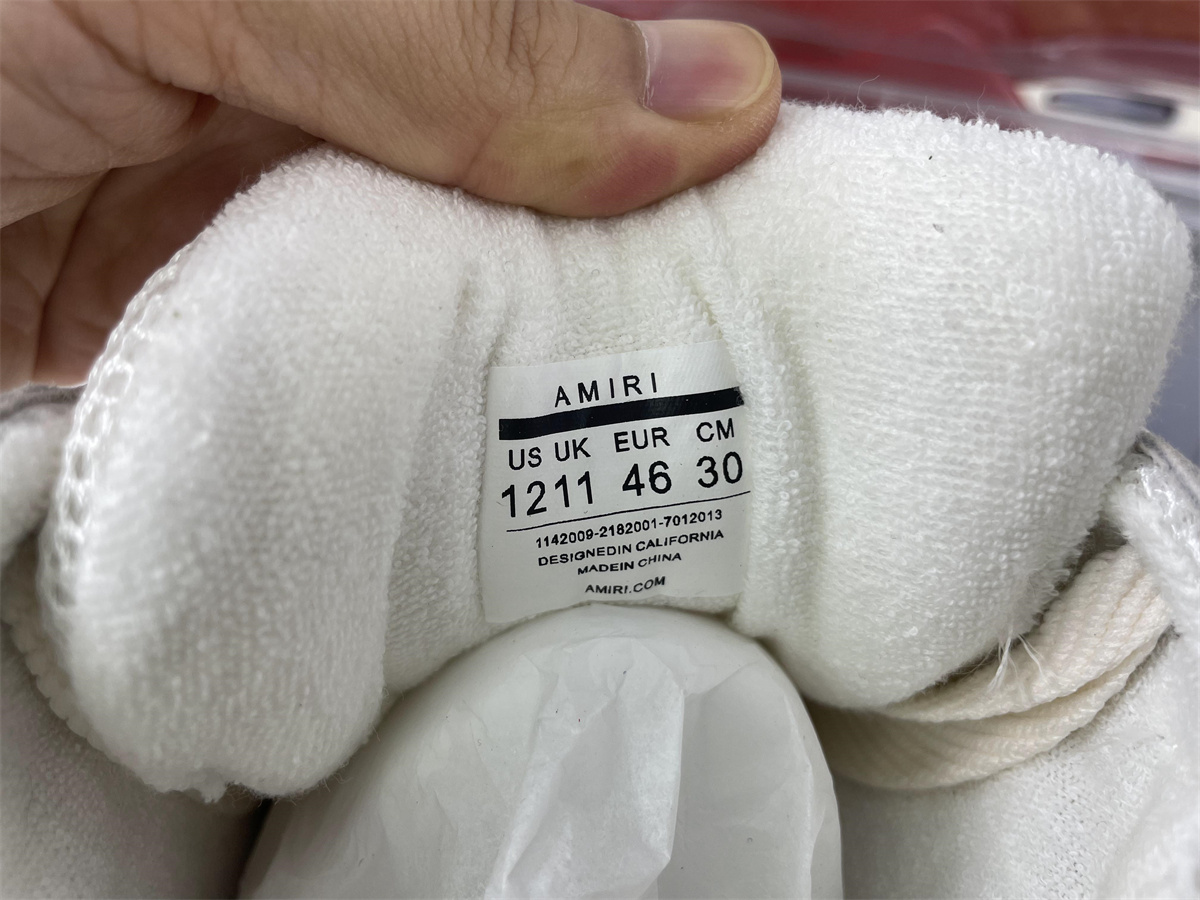 AMIRI
US UK EUR CM
1211 46 30
1142009-2182001-7012013
DESIGNEDIN CALIFORNIA
MADEIN CHINA
AMIRI.COM